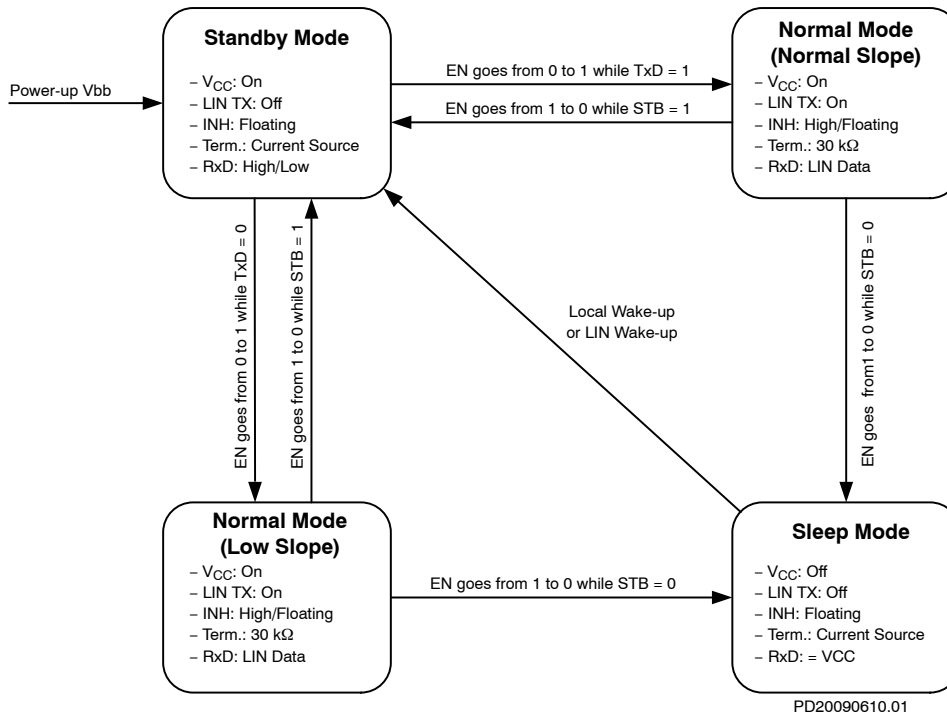 Power-up Vbb
Standby Mode
– VCC: On
– LIN TX: Off
– INH: Floating
– Term.: Current Source
– RxD: High/Low
EN goes from 0 to 1 while TxD = 1
EN goes from 1 to 0 while STB = 1
Normal Mode
(Normal Slope)
– VCC: On
– LIN TX: On
– INH: High/Floating
– Term.: 30 kΩ
– RxD: LIN Data
EN goes from 0 to 1 while TxD = 0
EN goes from 1 to 0 while STB = 1
Local Wake-up
or LIN Wake-up
EN goes from1 to 0 while STB = 0
Normal Mode
(Low Slope)
– VCC: On
– LIN TX: On
– INH: High/Floating
– Term.: 30 kΩ
– RxD: LIN Data
EN goes from 1 to 0 while STB = 0
Sleep Mode
– VCC: Off
– LIN TX: Off
– INH: Floating
– Term.: Current Source
– RxD: = VCC
PD20090610.01